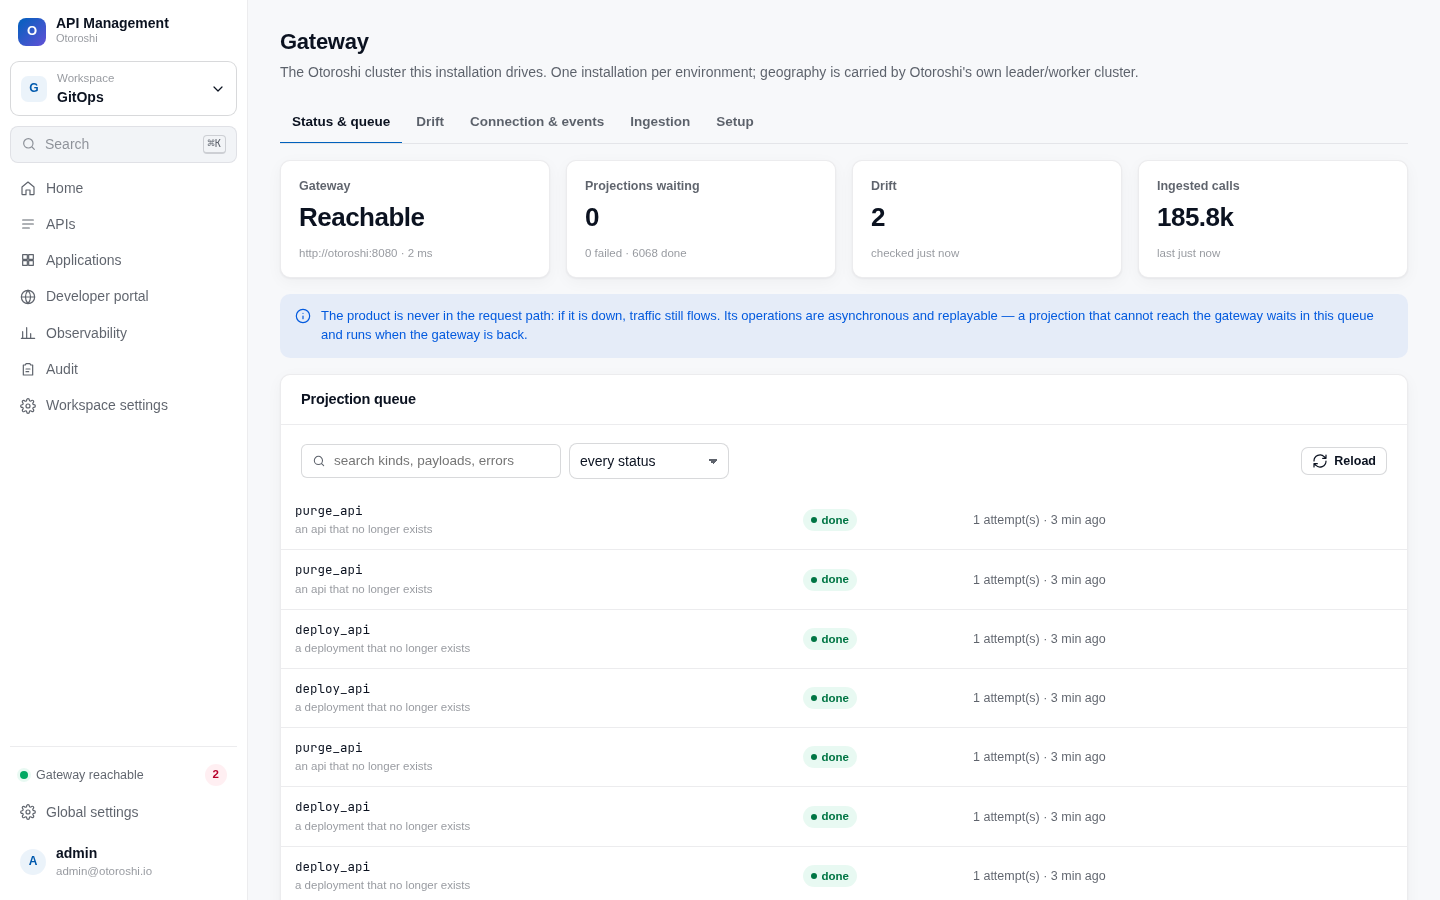 O
API Management
Otoroshi
G
Workspace
GitOps
Search
⌘K
Home
APIs
Applications
Developer portal
Observability
Audit
Workspace settings
Gateway reachable
2
Global settings
A
admin
admin@otoroshi.io
Gateway
The Otoroshi cluster this installation drives. One installation per environment; geography is carried by Otoroshi's own leader/worker cluster.
Status & queue
Drift
Connection & events
Ingestion
Setup
Gateway
Reachable
http://otoroshi:8080 · 2 ms
Projections waiting
0
0 failed · 6068 done
Drift
2
checked just now
Ingested calls
185.8k
last just now
The product is never in the request path: if it is down, traffic still flows. Its operations are asynchronous and replayable — a projection that cannot reach the gateway waits in this queue
and runs when the gateway is back.
Projection queue
search kinds, payloads, errors
every status
Reload
purge_api
an api that no longer exists
done
1 attempt(s) · 3 min ago
purge_api
an api that no longer exists
done
1 attempt(s) · 3 min ago
deploy_api
a deployment that no longer exists
done
1 attempt(s) · 3 min ago
deploy_api
a deployment that no longer exists
done
1 attempt(s) · 3 min ago
purge_api
an api that no longer exists
done
1 attempt(s) · 3 min ago
deploy_api
a deployment that no longer exists
done
1 attempt(s) · 3 min ago
deploy_api
a deployment that no longer exists
done
1 attempt(s) · 3 min ago